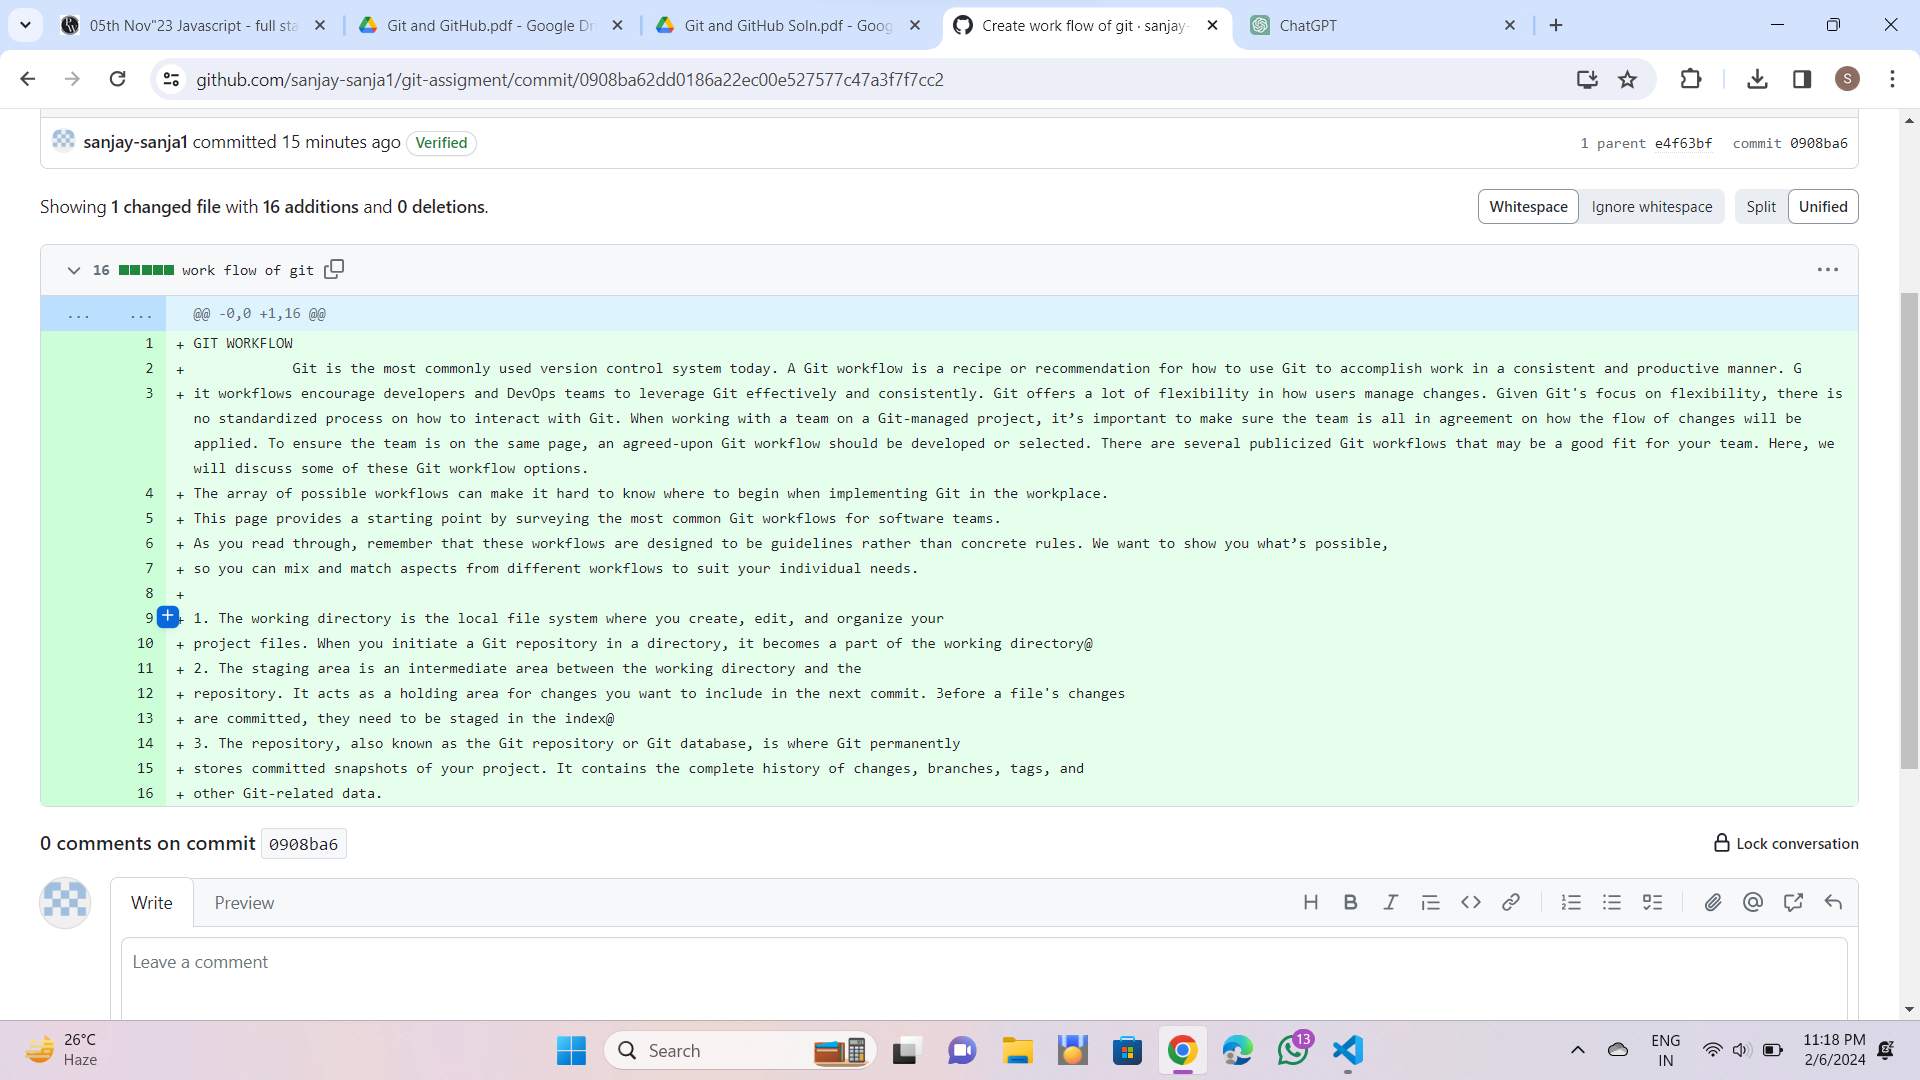 05th Nov"23 Javascript - full sta
Git and GitHub.pdf - Google Dri
Git and GitHub Soln.pdf - Goog
Create work flow of git · sanjay-
ChatGPT
github.com/sanjay-sanja1/git-assigment/commit/0908ba62dd0186a22ec00e527577c47a3f7f7cc2
S
sanjay-sanja1 committed 15 minutes ago Verified
1 parent e4f63bf commit 0908ba6
Showing 1 changed file with 16 additions and 0 deletions.
Whitespace Ignore whitespace Split Unified
16 work flow of git
... ... @@ -0,0 +1,16 @@
1 + GIT WORKFLOW
2 + Git is the most commonly used version control system today. A Git workflow is a recipe or recommendation for how to use Git to accomplish work in a consistent and productive manner. G
3 + it workflows encourage developers and DevOps teams to leverage Git effectively and consistently. Git offers a lot of flexibility in how users manage changes. Given Git's focus on flexibility, there is
no standardized process on how to interact with Git. When working with a team on a Git-managed project, it’s important to make sure the team is all in agreement on how the flow of changes will be
applied. To ensure the team is on the same page, an agreed-upon Git workflow should be developed or selected. There are several publicized Git workflows that may be a good fit for your team. Here, we
will discuss some of these Git workflow options.
4 + The array of possible workflows can make it hard to know where to begin when implementing Git in the workplace.
5 + This page provides a starting point by surveying the most common Git workflows for software teams.
6 + As you read through, remember that these workflows are designed to be guidelines rather than concrete rules. We want to show you what’s possible,
7 + so you can mix and match aspects from different workflows to suit your individual needs.
8 +
9 + 1. The working directory is the local file system where you create, edit, and organize your
10 + project files. When you initiate a Git repository in a directory, it becomes a part of the working directory@
11 + 2. The staging area is an intermediate area between the working directory and the
12 + repository. It acts as a holding area for changes you want to include in the next commit. 3efore a file's changes
13 + are committed, they need to be staged in the index@
14 + 3. The repository, also known as the Git repository or Git database, is where Git permanently
15 + stores committed snapshots of your project. It contains the complete history of changes, branches, tags, and
16 + other Git-related data.
0 comments on commit 0908ba6
Lock conversation
Write Preview
Leave a comment
26°C
Haze
Search
13
ENG
IN
11:18 PM
2/6/2024